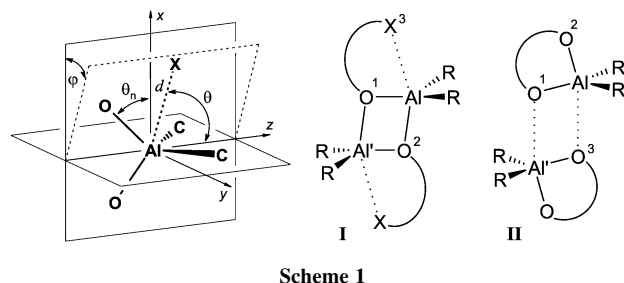 x
X
φ
θn
d
θ
O
C
Al
C
z
O
y
X3
R
O1
Al
R
R
Al'
O2
R
X
I
O2
R
O1
Al
R
R
Al'
O3
R
O
II
Scheme 1